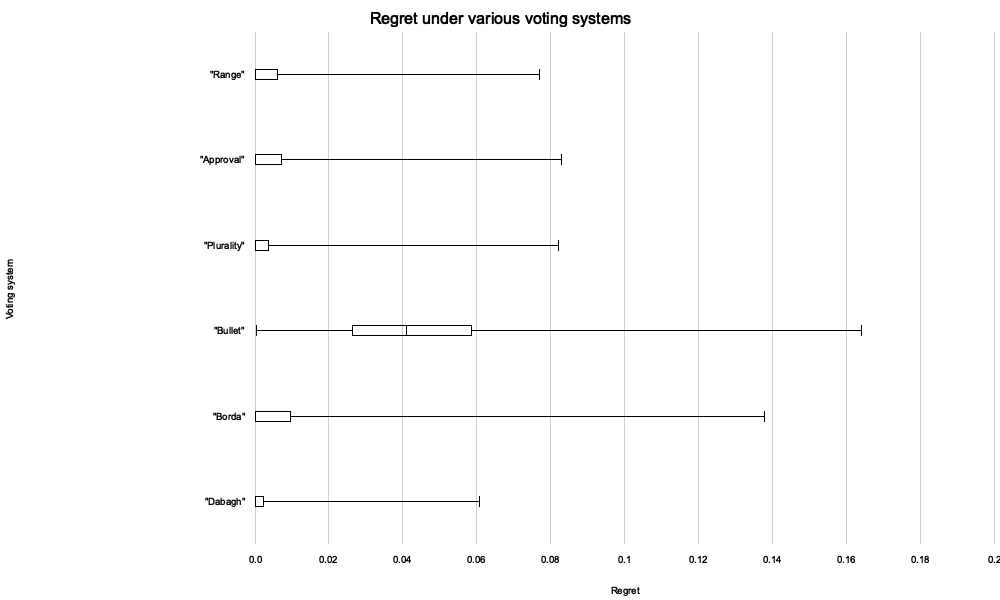 Regret under various voting systems
"Range"
"Approval"
"Plurality"
Voting system
"Bullet"
"Borda"
"Dabagh"
0.0 0.02 0.04 0.06 0.08 0.1 0.12 0.14 0.16 0.18 0.2
Regret